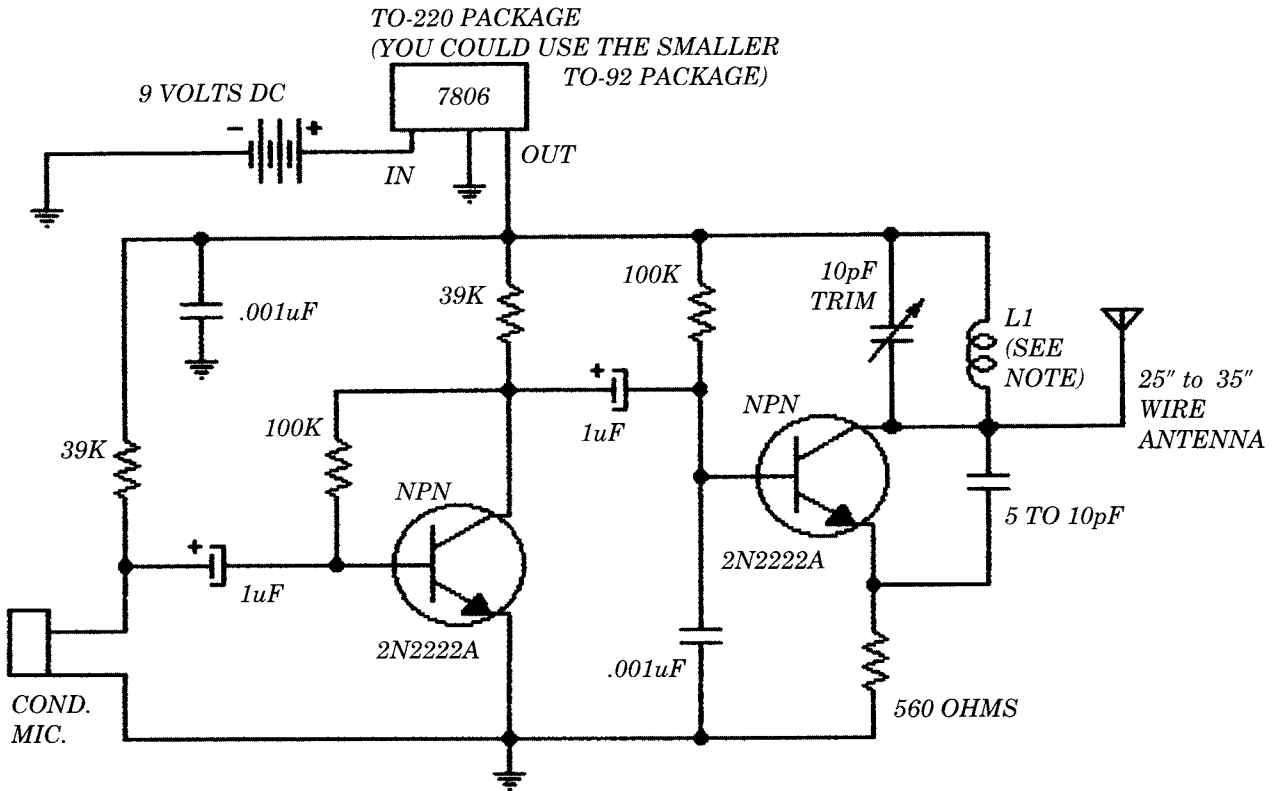 TO-220 PACKAGE
(YOU COULD USE THE SMALLER
TO-92 PACKAGE)
9 VOLTS DC
7806
- +
IN
OUT
.001uF
39K
100K
10pF
TRIM
L1
(SEE
NOTE)
+
1uF
25" to 35"
WIRE
ANTENNA
39K
100K
NPN
NPN
5 TO 10pF
+
1uF
2N2222A
2N2222A
.001uF
560 OHMS
COND.
MIC.